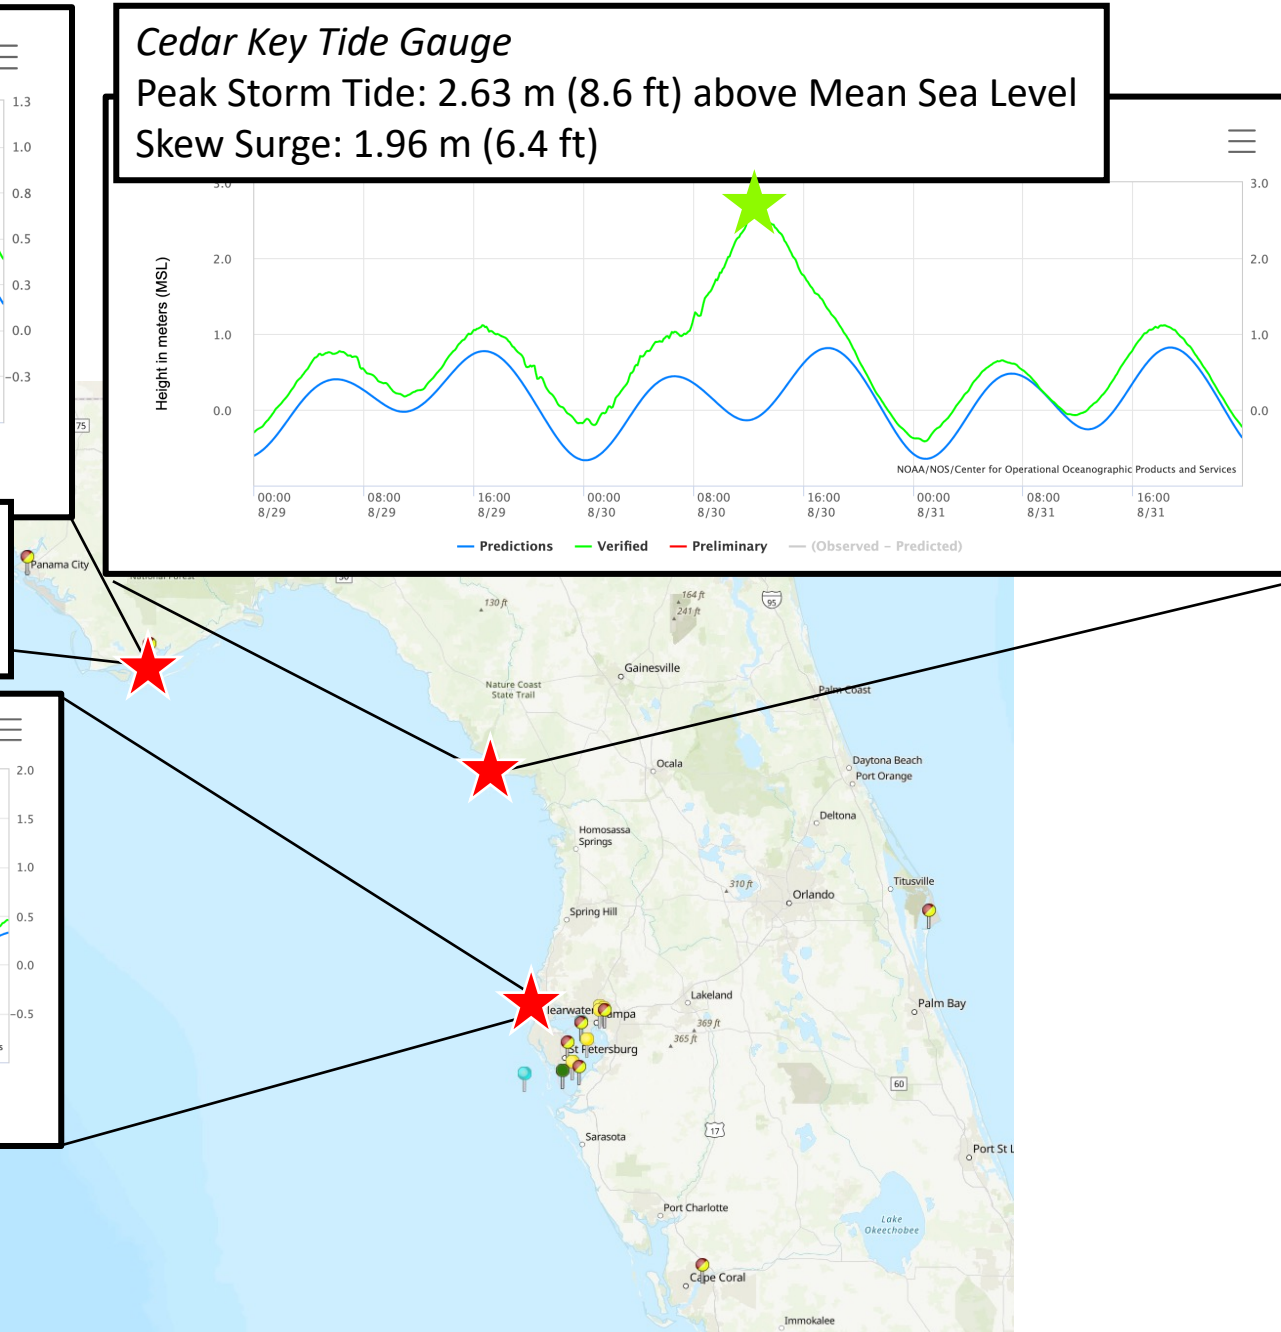 Cedar Key Tide Gauge
Peak Storm Tide: 2.63 m (8.6 ft) above Mean Sea Level
Skew Surge: 1.96 m (6.4 ft)
1.3
1.0
0.8
0.5
0.3
0.0
-0.3
3.0
2.0
1.0
0.0
Height in meters (MSL)
3.0
2.0
1.0
0.0
NOAA/NOS/Center for Operational Oceanographic Products and Services
00:00 08:00 16:00 00:00 08:00 16:00 00:00 08:00 16:00
8/29 8/29 8/29 8/30 8/30 8/30 8/31 8/31 8/31
Predictions Verified Preliminary (Observed – Predicted)
75
Panama City
National Forest
130 ft
164 ft
241 ft
95
Gainesville
Nature Coast
State Trail
Palm Coast
Ocala
Daytona Beach
Port Orange
Deltona
Homosassa
Springs
310 ft
Orlando
Titusville
Spring Hill
2.0
1.5
1.0
0.5
0.0
-0.5
s
Lakeland
learwater
ampa
369 ft
365 ft
Palm Bay
St Petersburg
60
17
Sarasota
Port St L
Port Charlotte
Lake
Okeechobee
Cape Coral
Immokalee